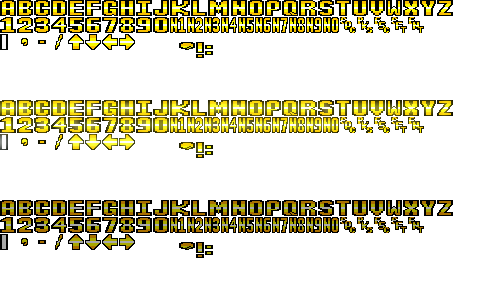 ABCDEFGHIJKLMNOPQRSTUVWXYZ
1234567890N1N2N3N4N5N6N7N8N9N0
, - / ↑↓←→ !:
ABCDEFGHIJKLMNOPQRSTUVWXYZ
1234567890N1N2N3N4N5N6N7N8N9N0
, - / ↑↓←→ !:
ABCDEFGHIJKLMNOPQRSTUVWXYZ
1234567890N1N2N3N4N5N6N7N8N9N0
, - / ↑↓←→ !: